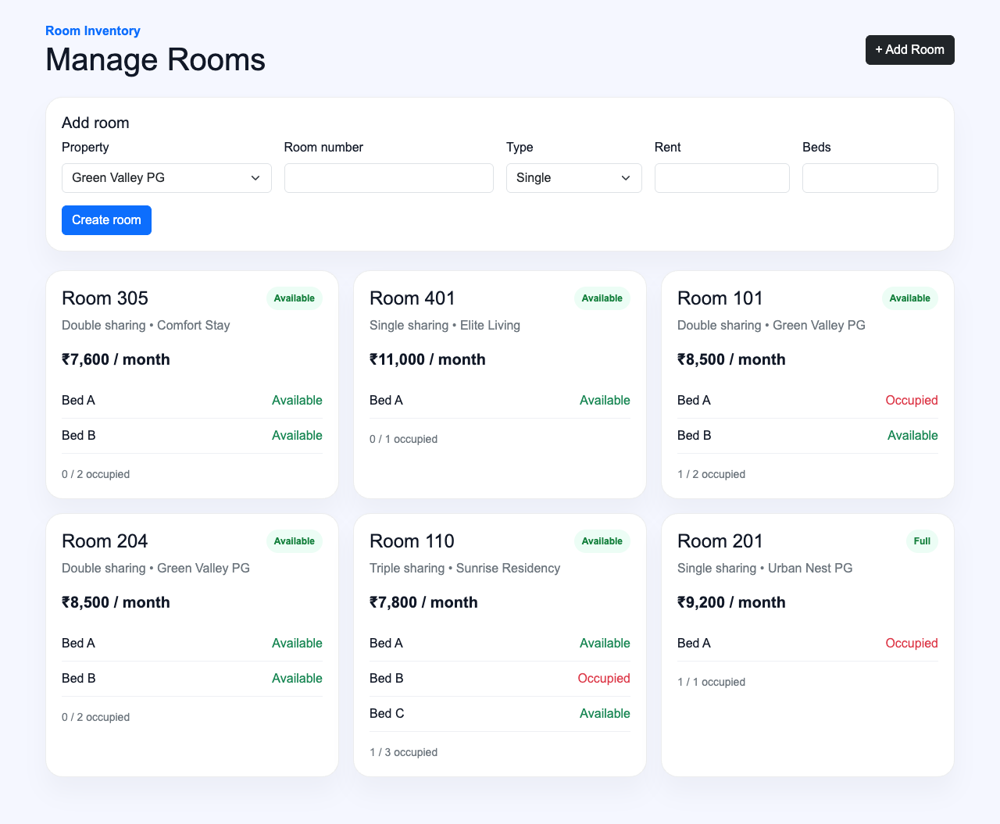 Room Inventory
Manage Rooms
+ Add Room
Add room
Property
Room number
Type
Rent
Beds
Green Valley PG
Single
Create room
Room 305
Available
Double sharing • Comfort Stay
₹7,600 / month
Bed A Available
Bed B Available
0 / 2 occupied
Room 401
Available
Single sharing • Elite Living
₹11,000 / month
Bed A Available
0 / 1 occupied
Room 101
Available
Double sharing • Green Valley PG
₹8,500 / month
Bed A Occupied
Bed B Available
1 / 2 occupied
Room 204
Available
Double sharing • Green Valley PG
₹8,500 / month
Bed A Available
Bed B Available
0 / 2 occupied
Room 110
Available
Triple sharing • Sunrise Residency
₹7,800 / month
Bed A Available
Bed B Occupied
Bed C Available
1 / 3 occupied
Room 201
Full
Single sharing • Urban Nest PG
₹9,200 / month
Bed A Occupied
1 / 1 occupied